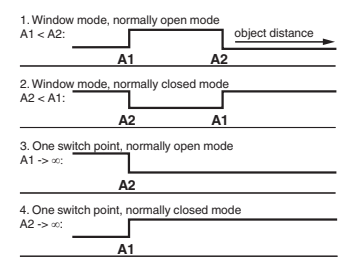 1. Window mode, normally open mode
A1 < A2:
object distance
A1 A2
2. Window mode, normally closed mode
A2 < A1:
A2 A1
3. One switch point, normally open mode
A1 -> ∞:
A2
4. One switch point, normally closed mode
A2 -> ∞:
A1